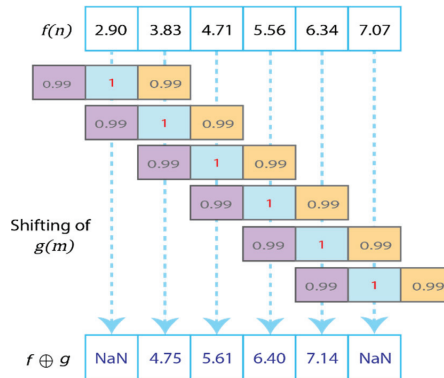 f(n) 2.90 3.83 4.71 5.56 6.34 7.07
0.99 1 0.99
0.99 1 0.99
0.99 1 0.99
0.99 1 0.99
Shifting of
g(m)
0.99 1 0.99
0.99 1 0.99
f ⊕ g NaN 4.75 5.61 6.40 7.14 NaN